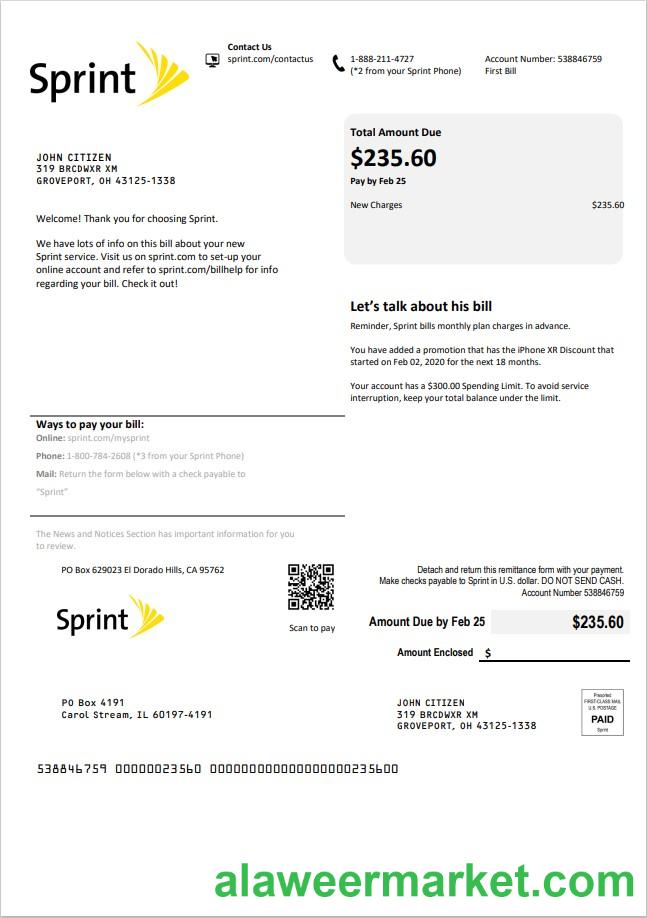 Sprint
Contact Us
sprint.com/contactus
1-888-211-4727
(*2 from your Sprint Phone)
Account Number: 538846759
First Bill
JOHN CITIZEN
319 BRCDWXR XM
GROVEPORT, OH 43125-1338
Total Amount Due
$235.60
Pay by Feb 25
New Charges $235.60
Welcome! Thank you for choosing Sprint.
We have lots of info on this bill about your new
Sprint service. Visit us on sprint.com to set-up your
online account and refer to sprint.com/billhelp for info
regarding your bill. Check it out!
Let's talk about his bill
Reminder, Sprint bills monthly plan charges in advance.
You have added a promotion that has the iPhone XR Discount that
started on Feb 02, 2020 for the next 18 months.
Your account has a $300.00 Spending Limit. To avoid service
interruption, keep your total balance under the limit.
Ways to pay your bill:
Online: sprint.com/mysprint
Phone: 1-800-784-2608 (*3 from your Sprint Phone)
Mail: Return the form below with a check payable to
"Sprint"
The News and Notices Section has important information for you
to review.
PO Box 629023 El Dorado Hills, CA 95762
Sprint
Scan to pay
Detach and return this remittance form with your payment.
Make checks payable to Sprint in U.S. dollar. DO NOT SEND CASH.
Account Number 538846759
Amount Due by Feb 25 $235.60
Amount Enclosed $
PO Box 4191
Carol Stream, IL 60197-4191
JOHN CITIZEN
319 BRCDWXR XM
GROVEPORT, OH 43125-1338
Presorted
FIRST-CLASS MAIL
U.S. POSTAGE
PAID
Sprint
538846759 00000023560 00000000000000000000235600
alaweermarket.com